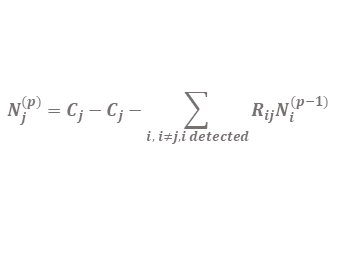 N_j^{(p)} = C_j − C_j − ∑_{i, i≠j,i detected} R_{ij}N_i^{(p−1)}